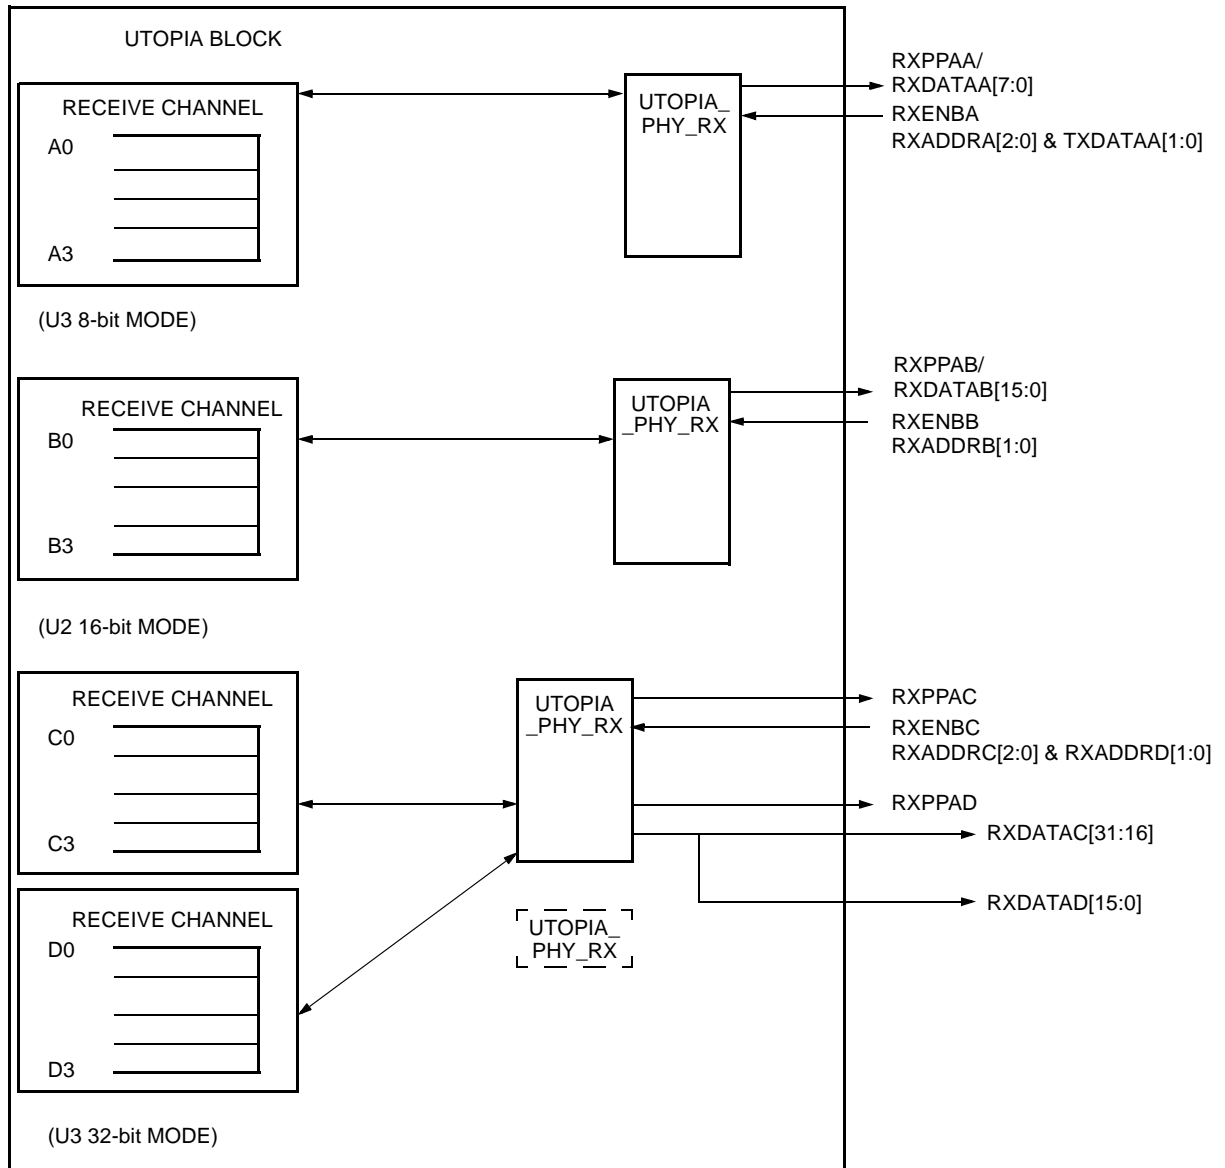 UTOPIA BLOCK
RECEIVE CHANNEL
A0
A3
(U3 8-bit MODE)
UTOPIA_
PHY_RX
RXPPAA/
RXDATAA[7:0]
RXENBA
RXADDRA[2:0] & TXDATAA[1:0]
RECEIVE CHANNEL
B0
B3
(U2 16-bit MODE)
UTOPIA
_PHY_RX
RXPPAB/
RXDATAB[15:0]
RXENBB
RXADDRB[1:0]
RECEIVE CHANNEL
C0
C3
UTOPIA
_PHY_RX
RXPPAC
RXENBC
RXADDRC[2:0] & RXADDRD[1:0]
RXPPAD
RXDATAC[31:16]
RXDATAD[15:0]
RECEIVE CHANNEL
D0
D3
UTOPIA_
PHY_RX
(U3 32-bit MODE)